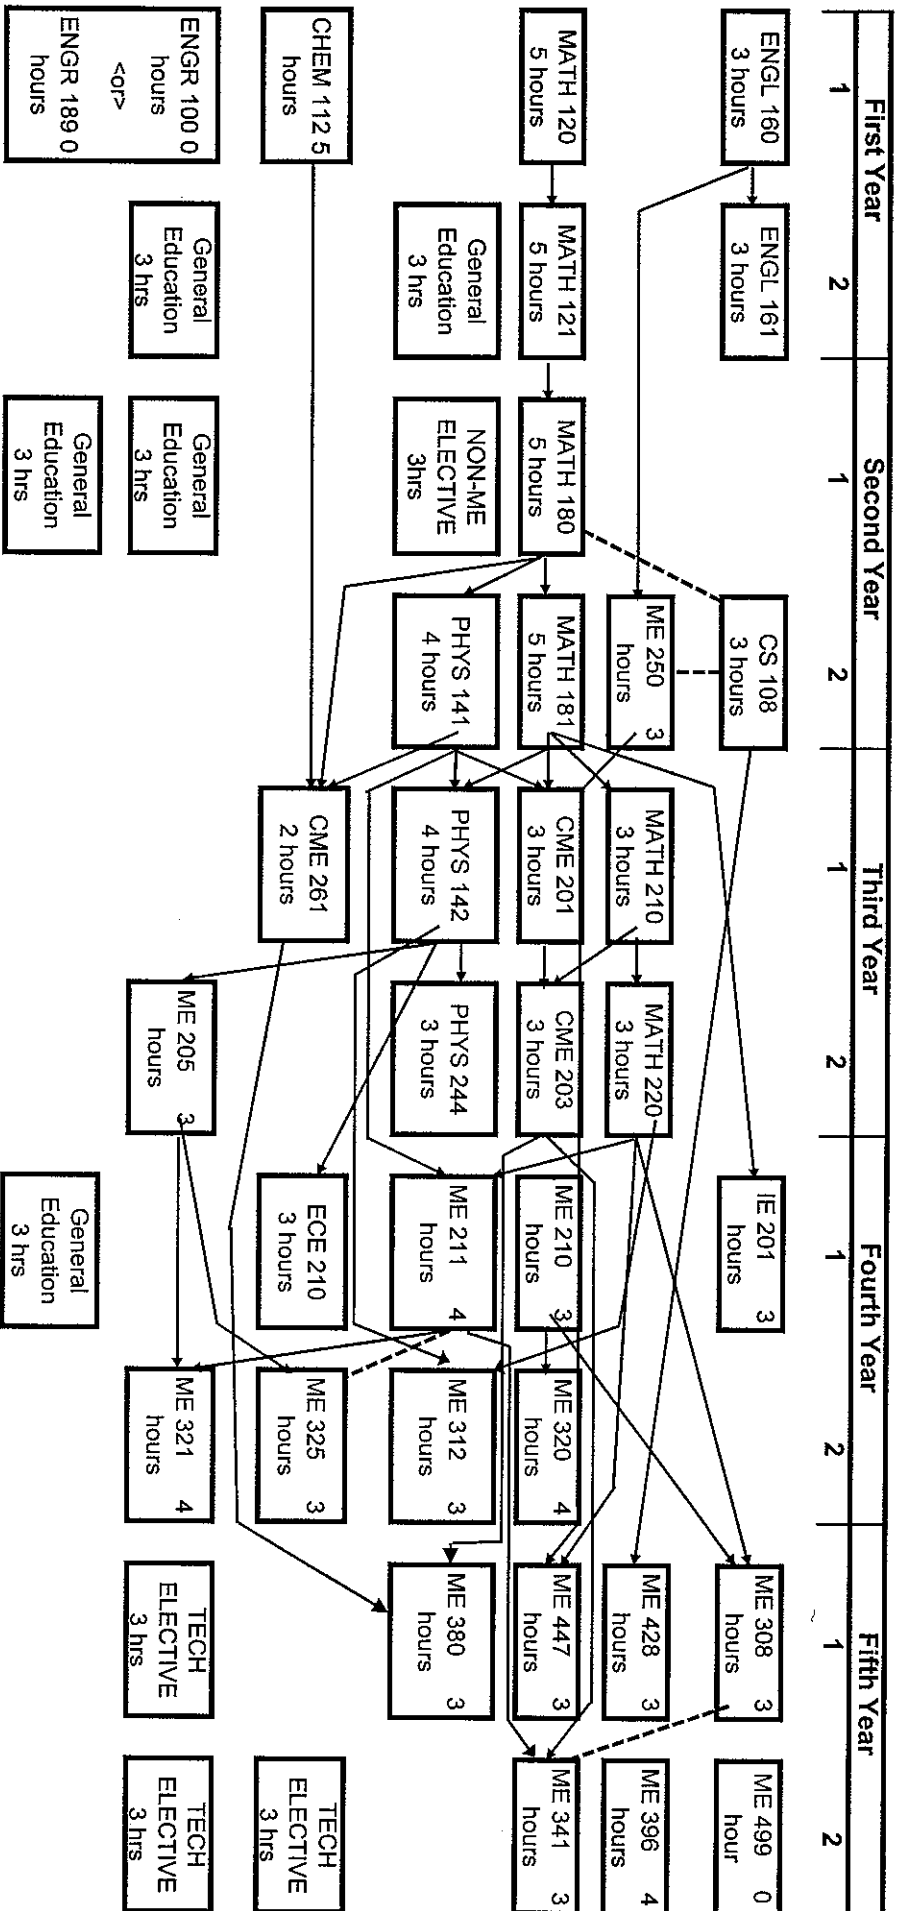 First Year
Second Year
Third Year
Fourth Year
Fifth Year
1
2
1
2
1
2
1
2
1
2
ENGL 160
3 hours
MATH 120
5 hours
CHEM 112 5
hours
ENGR 100 0
hours
<or>
ENGR 189 0
hours
ENGL 161
3 hours
MATH 121
5 hours
General
Education
3 hrs
General
Education
3 hrs
MATH 180
5 hours
NON-ME
ELECTIVE
3hrs
General
Education
3 hrs
General
Education
3 hrs
CS 108
3 hours
ME 250 3
hours
MATH 181
5 hours
PHYS 141
4 hours
MATH 210
3 hours
CME 201
3 hours
PHYS 142
4 hours
CME 261
2 hours
MATH 220
3 hours
CME 203
3 hours
PHYS 244
3 hours
ME 205 3
hours
IE 201 3
hours
ME 210 3
hours
ME 211 4
hours
ECE 210
3 hours
General
Education
3 hrs
ME 320 4
hours
ME 312 3
hours
ME 325 3
hours
ME 321 4
hours
ME 308 3
hours
ME 428 3
hours
ME 447 3
hours
ME 380 3
hours
TECH
ELECTIVE
3 hrs
ME 499 0
hour
ME 396 4
hours
ME 341 3
hours
TECH
ELECTIVE
3 hrs
TECH
ELECTIVE
3 hrs